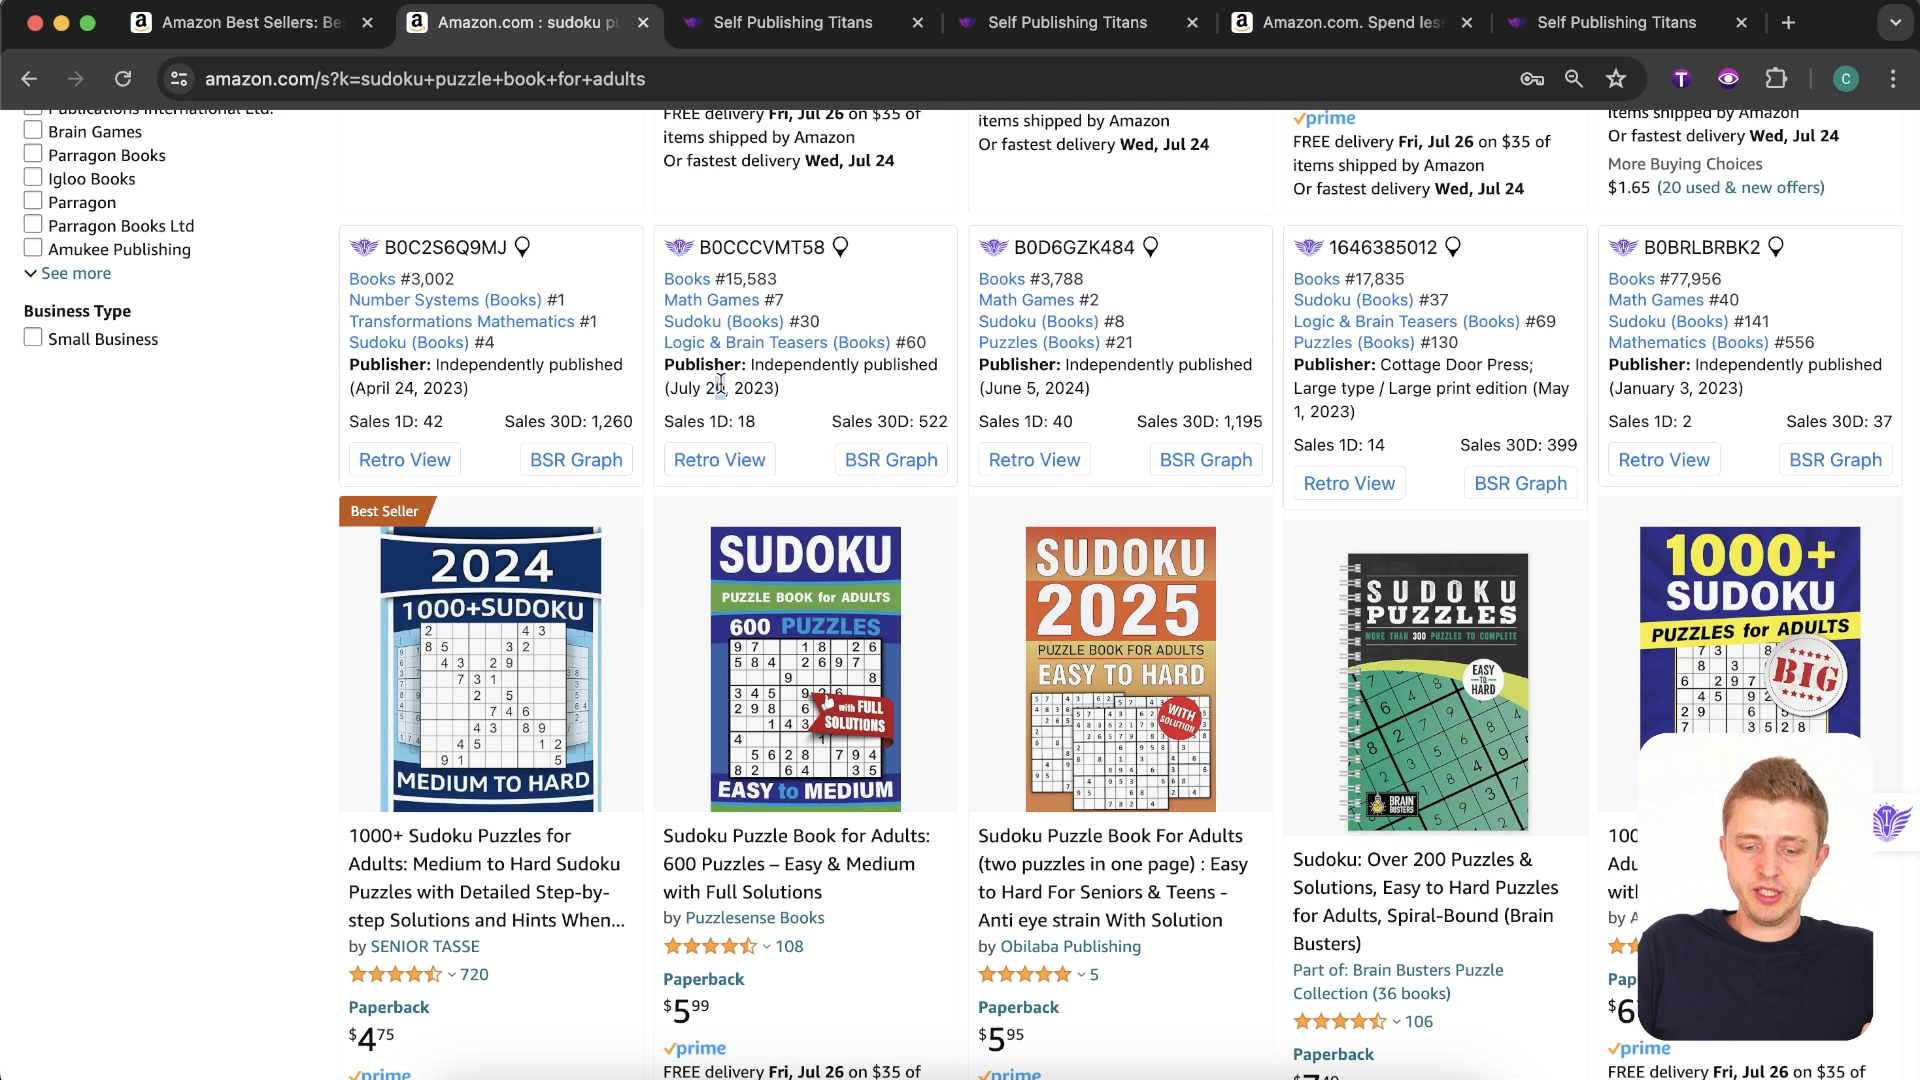 Amazon Best Sellers: Be
Amazon.com : sudoku pu
Self Publishing Titans
Self Publishing Titans
Amazon.com. Spend less
Self Publishing Titans
amazon.com/s?k=sudoku+puzzle+book+for+adults
T
C
Publications International Ltd.
Brain Games
Parragon Books
Igloo Books
Parragon
Parragon Books Ltd
Amukee Publishing
See more
Business Type
Small Business
FREE delivery Fri, Jul 26 on $35 of
items shipped by Amazon
Or fastest delivery Wed, Jul 24
items shipped by Amazon
Or fastest delivery Wed, Jul 24
prime
FREE delivery Fri, Jul 26 on $35 of
items shipped by Amazon
Or fastest delivery Wed, Jul 24
items shipped by Amazon
Or fastest delivery Wed, Jul 24
More Buying Choices
$1.65 (20 used & new offers)
B0C2S6Q9MJ
Books #3,002
Number Systems (Books) #1
Transformations Mathematics #1
Sudoku (Books) #4
Publisher: Independently published
(April 24, 2023)
Sales 1D: 42 Sales 30D: 1,260
Retro View BSR Graph
B0CCCVMT58
Books #15,583
Math Games #7
Sudoku (Books) #30
Logic & Brain Teasers (Books) #60
Publisher: Independently published
Sales 1D: 18 Sales 30D: 522
Retro View BSR Graph
B0D6GZK484
Books #3,788
Math Games #2
Sudoku (Books) #8
Puzzles (Books) #21
Publisher: Independently published
(June 5, 2024)
Sales 1D: 40 Sales 30D: 1,195
Retro View BSR Graph
1646385012
Books #17,835
Sudoku (Books) #37
Logic & Brain Teasers (Books) #69
Puzzles (Books) #130
Publisher: Cottage Door Press;
Large type / Large print edition (May
1, 2023)
Sales 1D: 14 Sales 30D: 399
Retro View BSR Graph
B0BRLBRBK2
Books #77,956
Math Games #40
Sudoku (Books) #141
Mathematics (Books) #556
Publisher: Independently published
(January 3, 2023)
Sales 1D: 2 Sales 30D: 37
Retro View BSR Graph
Best Seller
2024
1000+SUDOKU
MEDIUM TO HARD
1000+ Sudoku Puzzles for
Adults: Medium to Hard Sudoku
Puzzles with Detailed Step-by-
step Solutions and Hints When...
by SENIOR TASSE
720
Paperback
$4.75
prime
SUDOKU
PUZZLE BOOK for ADULTS
600 PUZZLES
with FULL
SOLUTIONS
EASY to MEDIUM
Sudoku Puzzle Book for Adults:
600 Puzzles – Easy & Medium
with Full Solutions
by Puzzlesense Books
108
Paperback
$5.99
prime
FREE delivery Fri, Jul 26 on $35 of
SUDOKU
2025
PUZZLE BOOK FOR ADULTS
EASY TO HARD
WITH
SOLUTION
Sudoku Puzzle Book For Adults
(two puzzles in one page) : Easy
to Hard For Seniors & Teens -
Anti eye strain With Solution
by Obilaba Publishing
5
Paperback
$5.95
prime
SUDOKU
PUZZLES
MORE THAN 300 PUZZLES TO COMPLETE
EASY
TO
HARD
BRAIN
BUSTERS
Sudoku: Over 200 Puzzles &
Solutions, Easy to Hard Puzzles
for Adults, Spiral-Bound (Brain
Busters)
Part of: Brain Busters Puzzle
Collection (36 books)
106
Paperback
1000+
SUDOKU
PUZZLES for ADULTS
BIG
100
Adu
with
by A
Pap
$6
prime
FREE delivery Fri, Jul 26 on $35 of